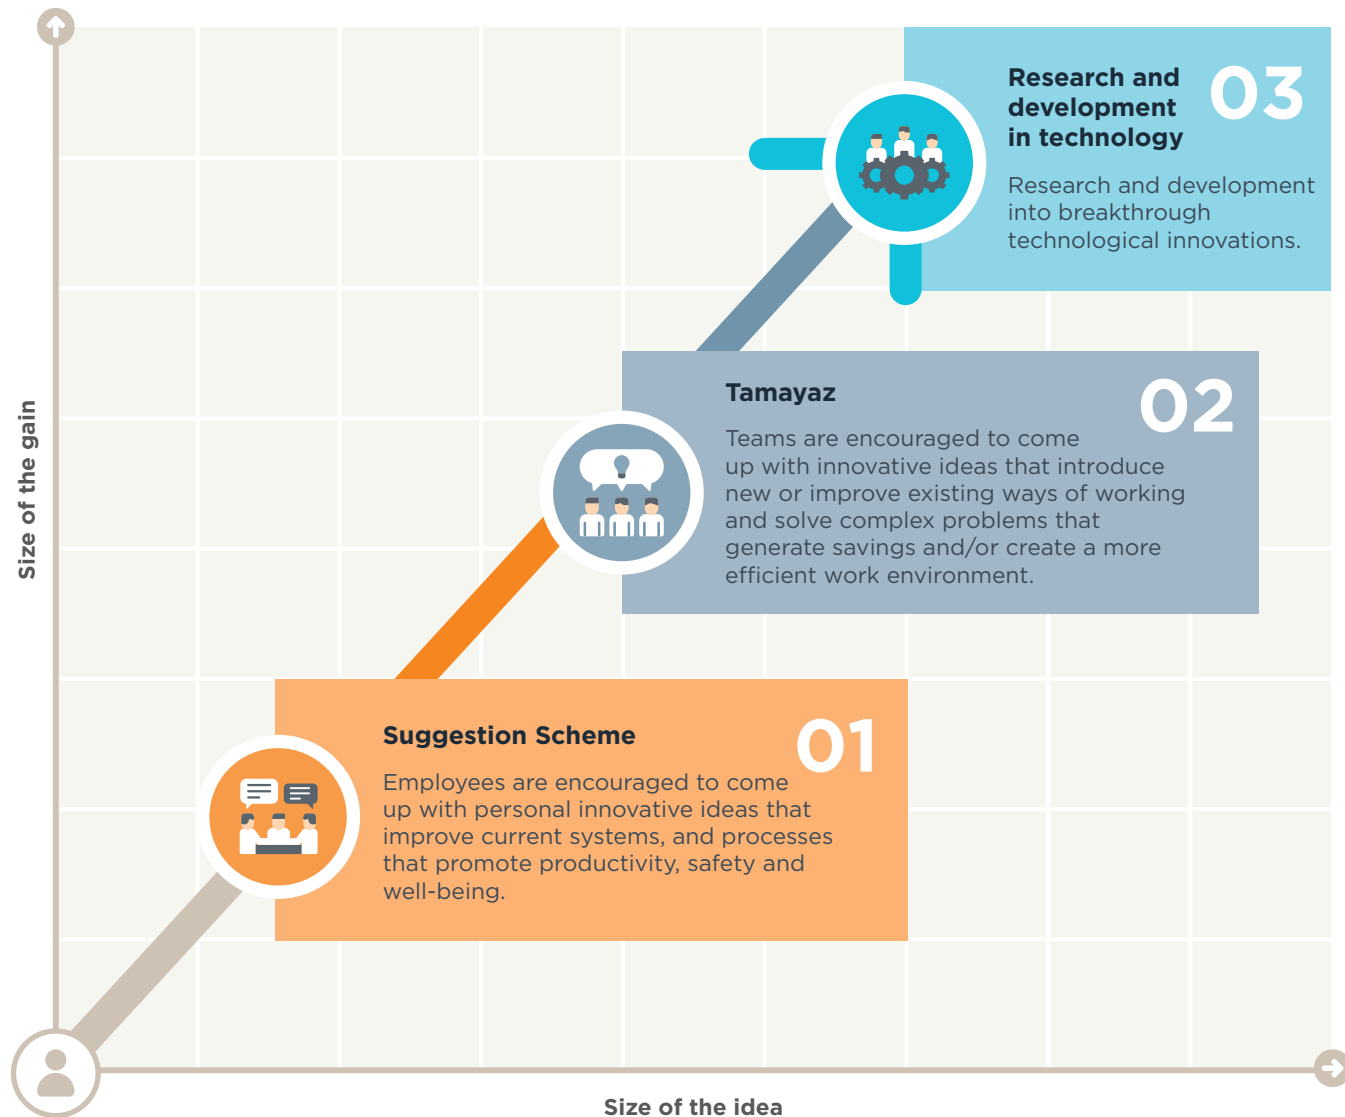 Size of the gain
03
Research and
development
in technology
Research and development
into breakthrough
technological innovations.
02
Tamayaz
Teams are encouraged to come
up with innovative ideas that introduce
new or improve existing ways of working
and solve complex problems that
generate savings and/or create a more
efficient work environment.
01
Suggestion Scheme
Employees are encouraged to come
up with personal innovative ideas that
improve current systems, and processes
that promote productivity, safety and
well-being.
Size of the idea